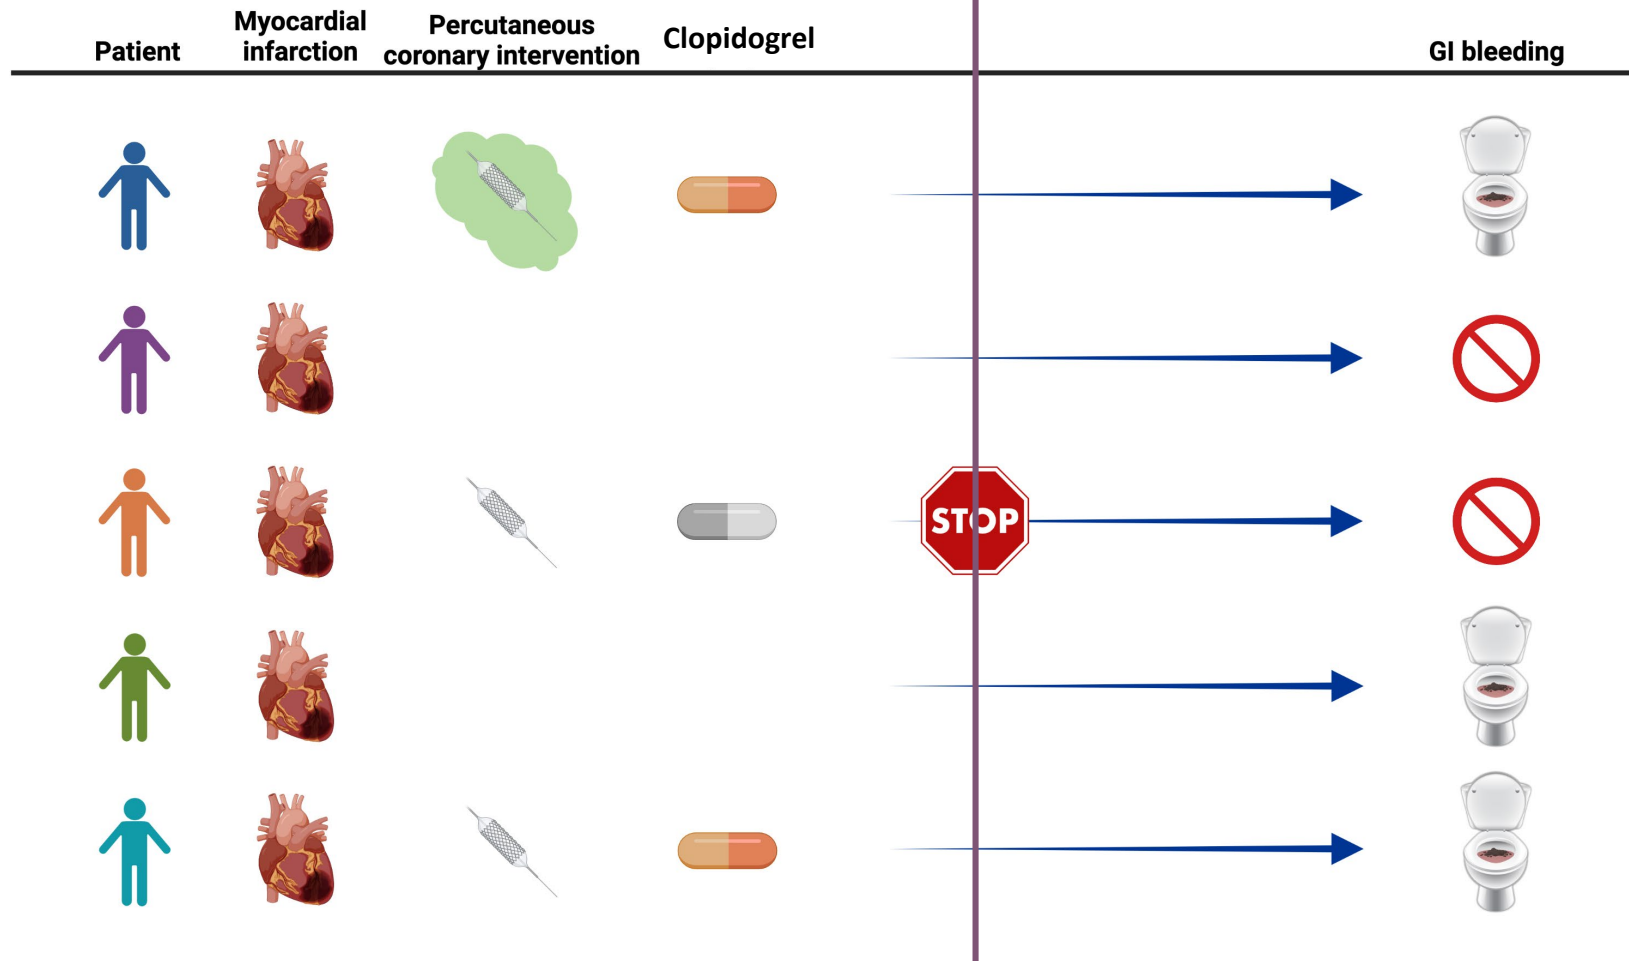 Patient
Myocardial
infarction
Percutaneous
coronary intervention
Clopidogrel
GI bleeding
STOP